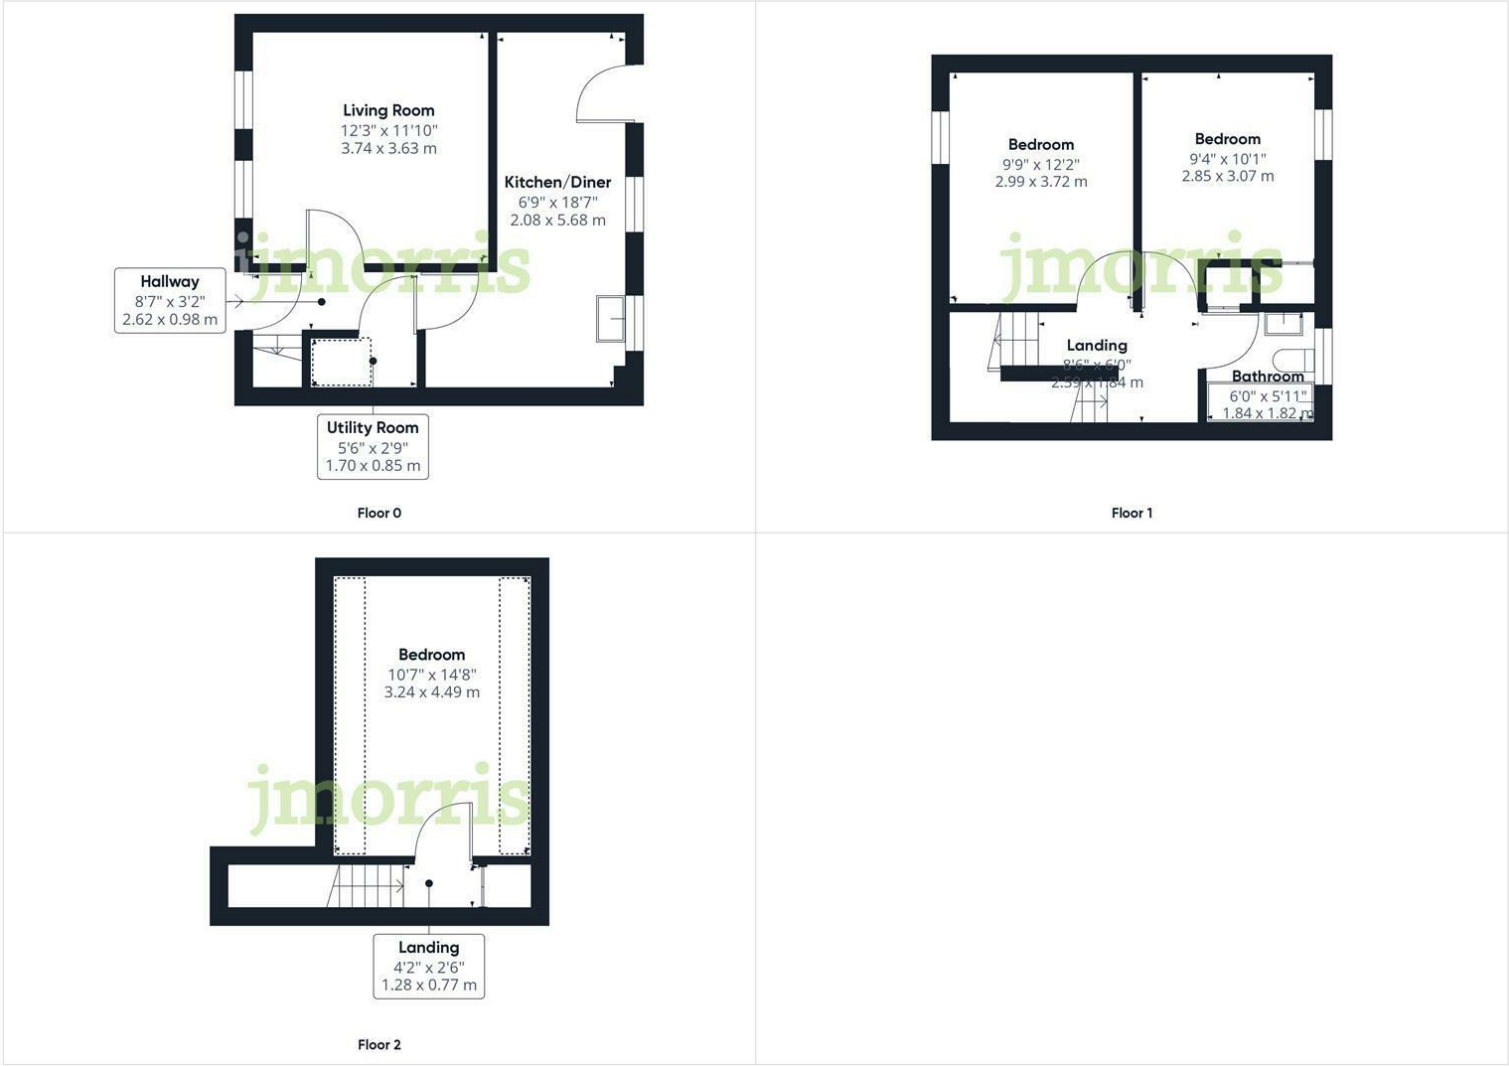 Living Room
12'3" x 11'10"
3.74 x 3.63 m
Kitchen/Diner
6'9" x 18'7"
2.08 x 5.68 m
jmorris
Hallway
8'7" x 3'2"
2.62 x 0.98 m
Utility Room
5'6" x 2'9"
1.70 x 0.85 m
Floor 0
Bedroom
9'9" x 12'2"
2.99 x 3.72 m
Bedroom
9'4" x 10'1"
2.85 x 3.07 m
jmorris
Landing
8'6" x 6'0"
2.59 x 1.84 m
Bathroom
6'0" x 5'11"
1.84 x 1.82 m
Floor 1
Bedroom
10'7" x 14'8"
3.24 x 4.49 m
jmorris
Landing
4'2" x 2'6"
1.28 x 0.77 m
Floor 2